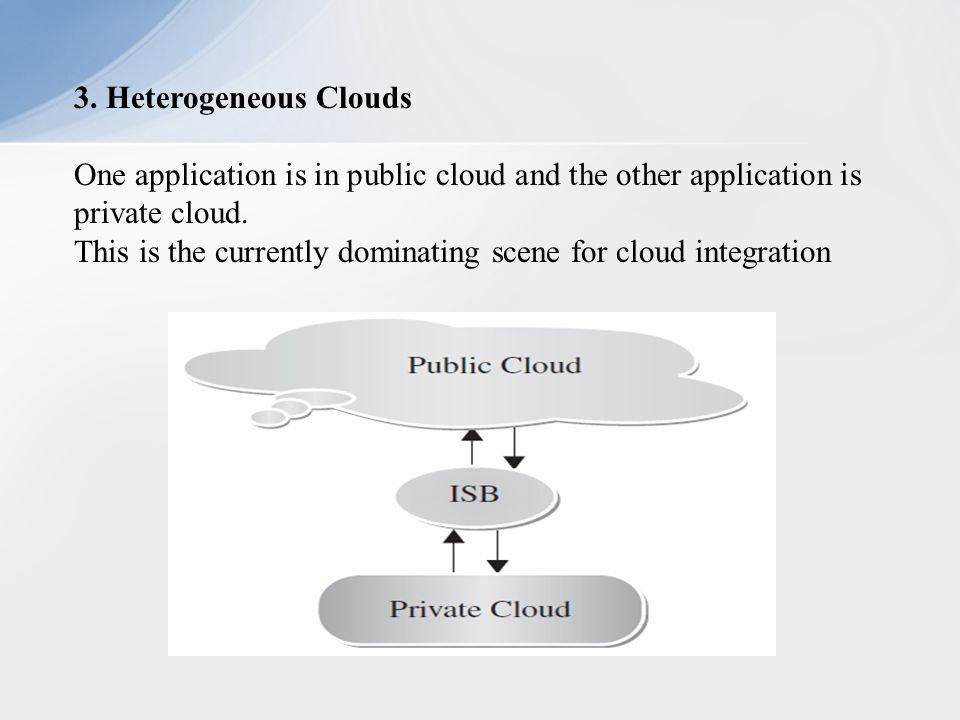 3. Heterogeneous Clouds
One application is in public cloud and the other application is
private cloud.
This is the currently dominating scene for cloud integration
Public Cloud
ISB
Private Cloud